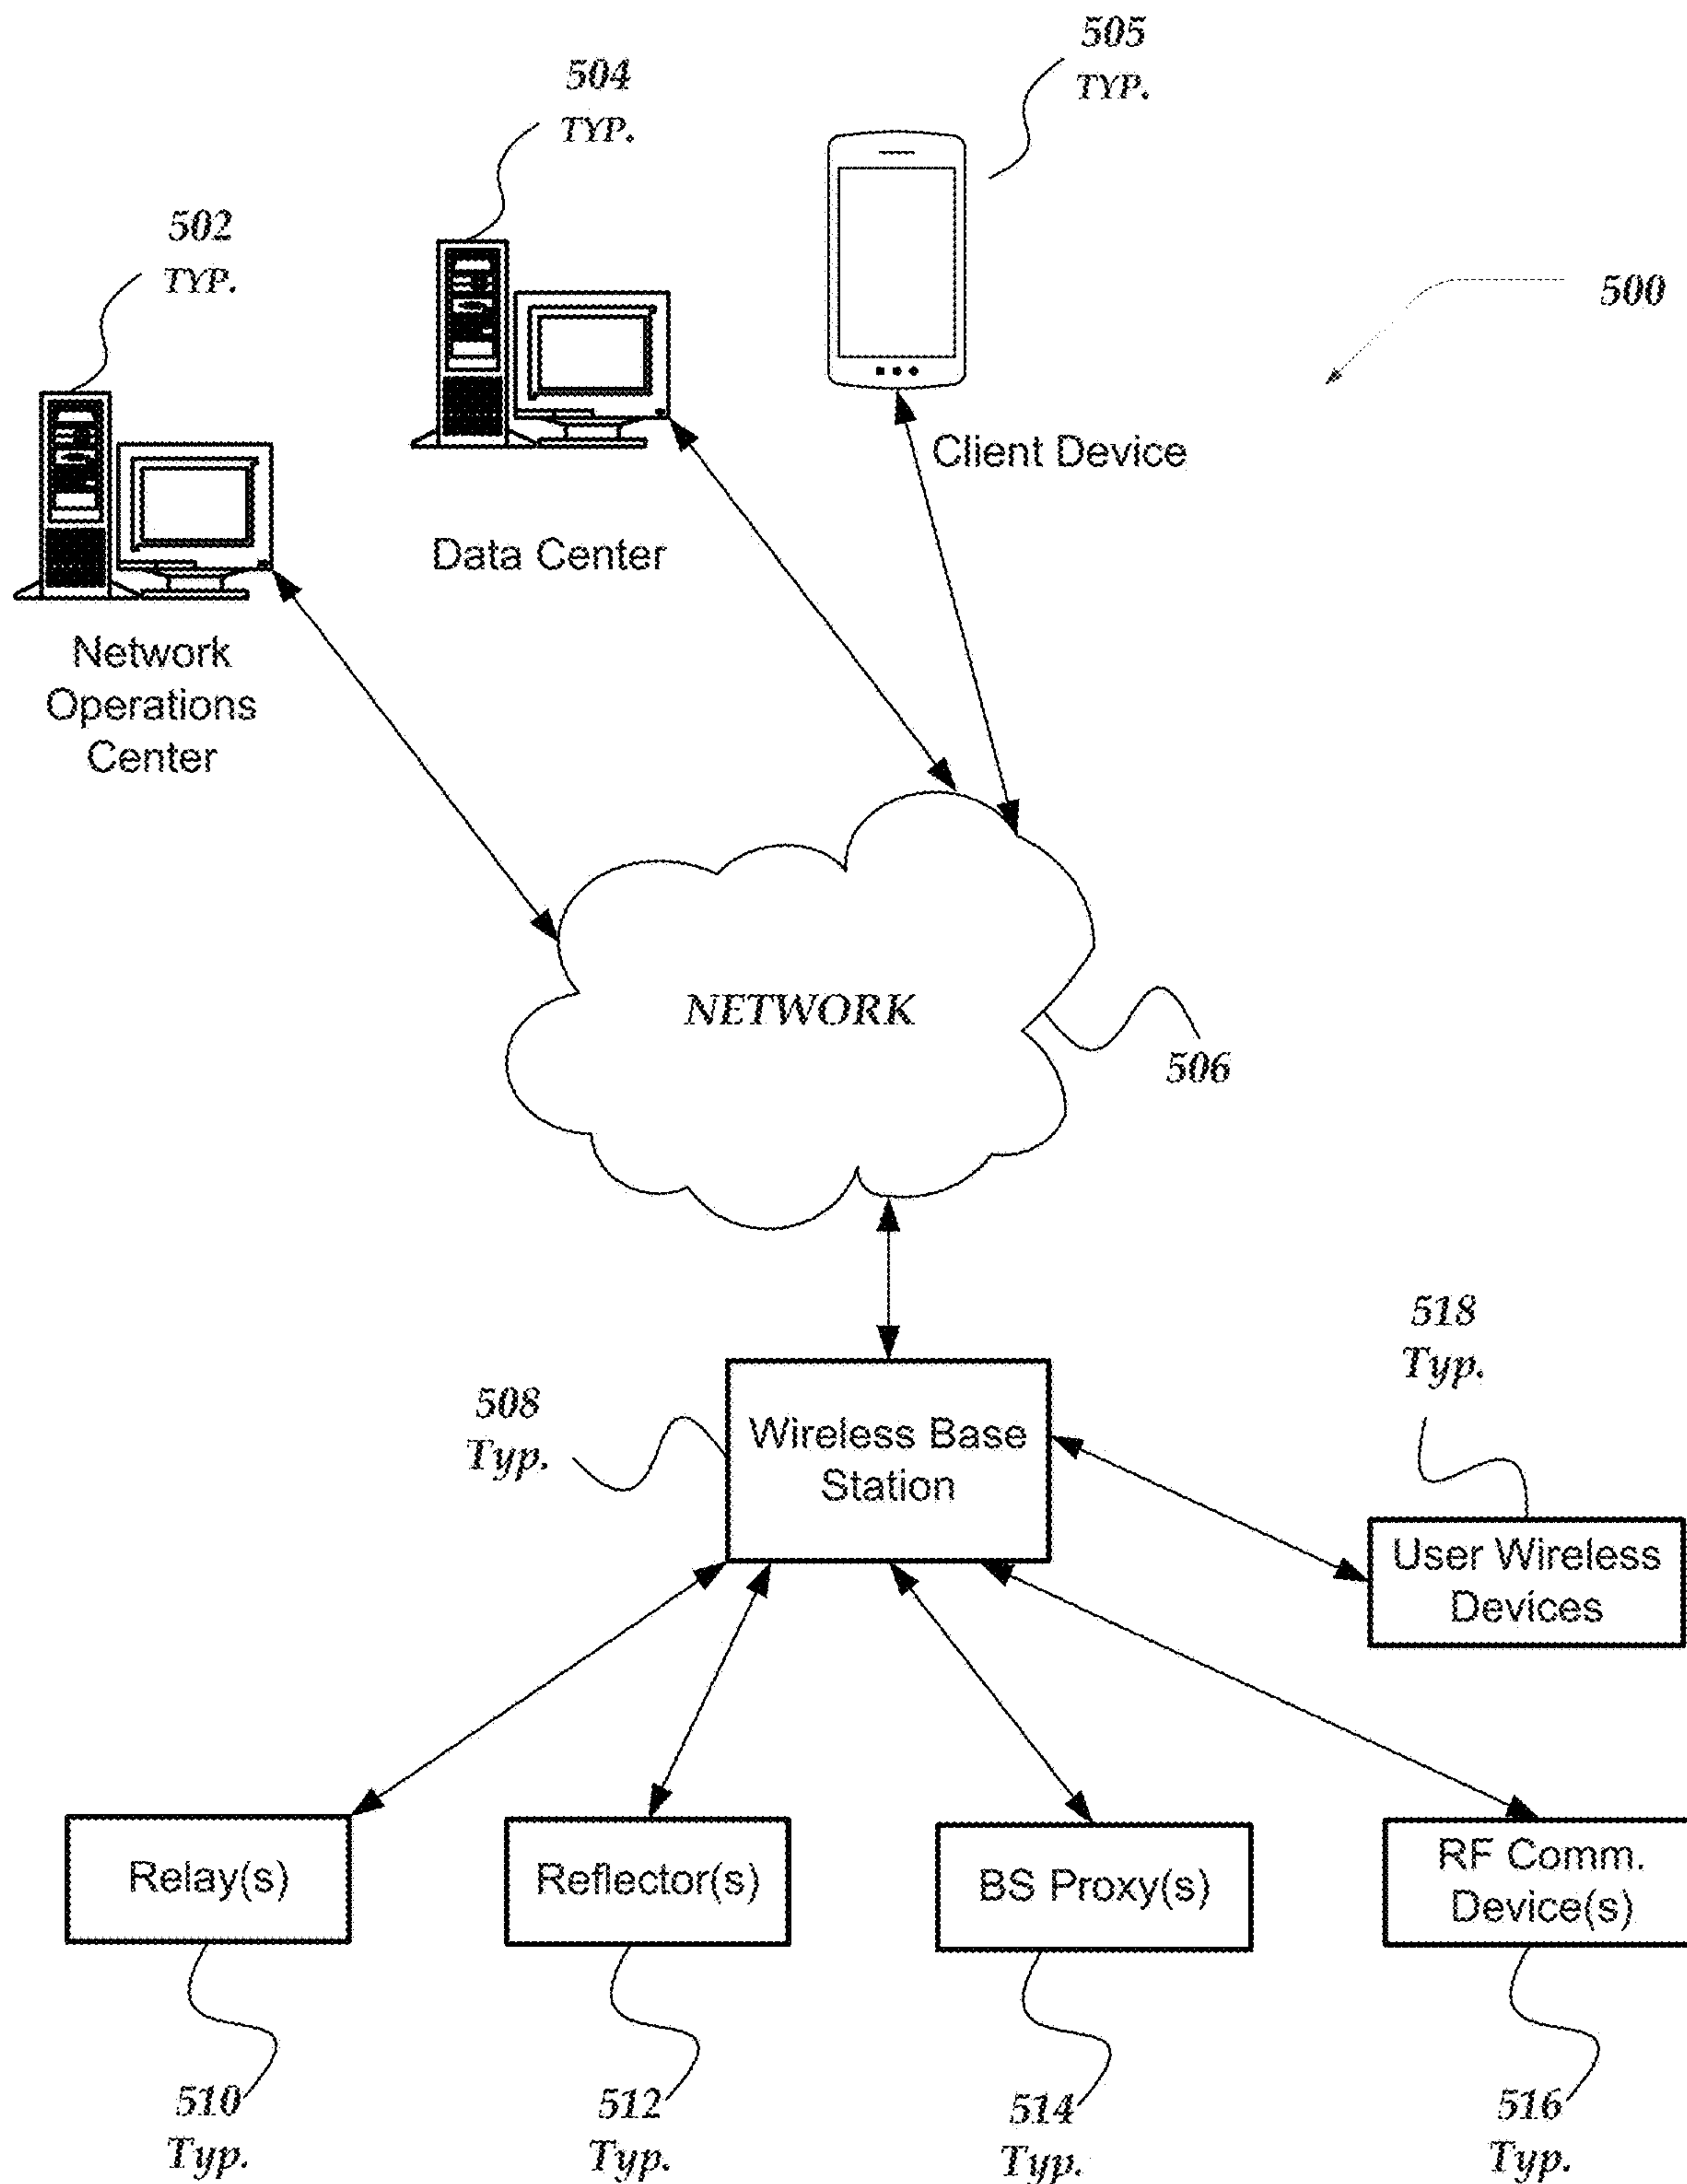 505
TYP.
504
TYP.
502
TYP.
500
Client Device
Data Center
Network
Operations
Center
NETWORK
506
518
Typ.
508
Typ.
Wireless Base
Station
User Wireless
Devices
Relay(s)
Reflector(s)
BS Proxy(s)
RF Comm.
Device(s)
510
Typ.
512
Typ.
514
Typ.
516
Typ.